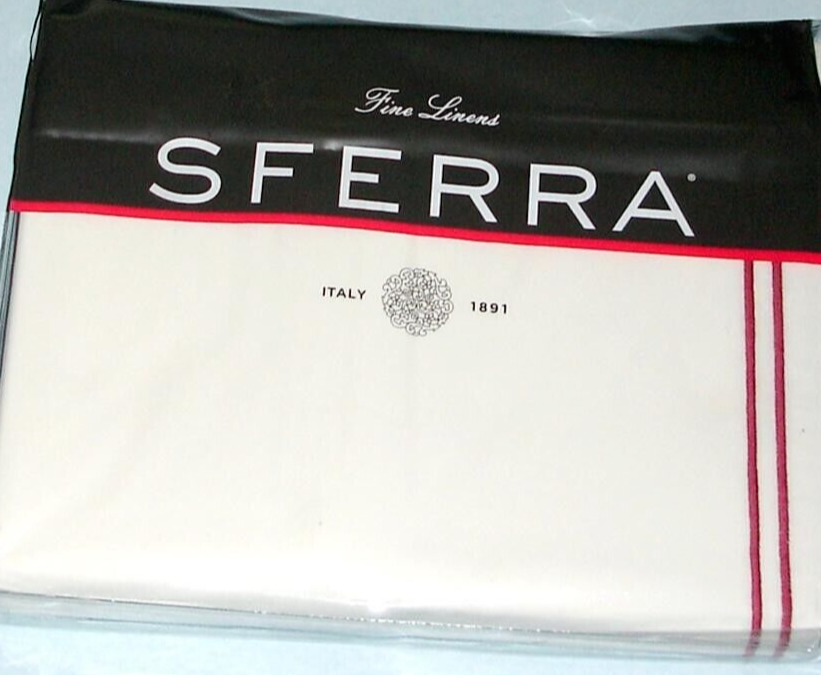 Fine Linens
SFERRA
ITALY 1891